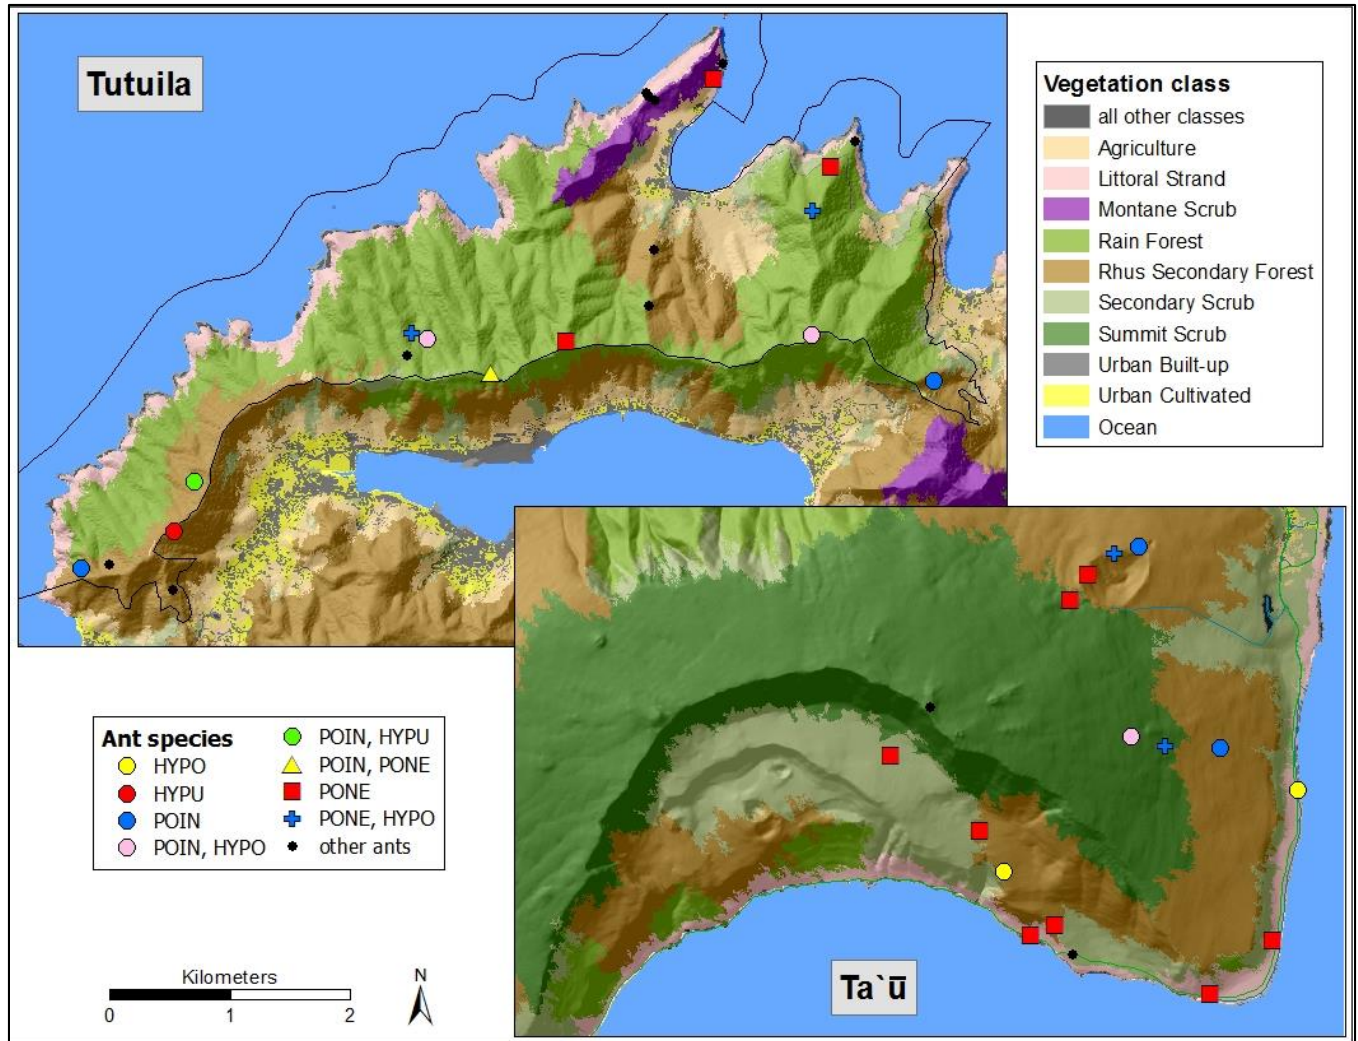 Tutuila
Vegetation class
all other classes
Agriculture
Littoral Strand
Montane Scrub
Rain Forest
Rhus Secondary Forest
Secondary Scrub
Summit Scrub
Urban Built-up
Urban Cultivated
Ocean
Ant species
HYPO
HYPU
POIN
POIN, HYPO
POIN, HYPU
POIN, PONE
PONE
PONE, HYPO
other ants
Kilometers
0 1 2
N
Ta`ū